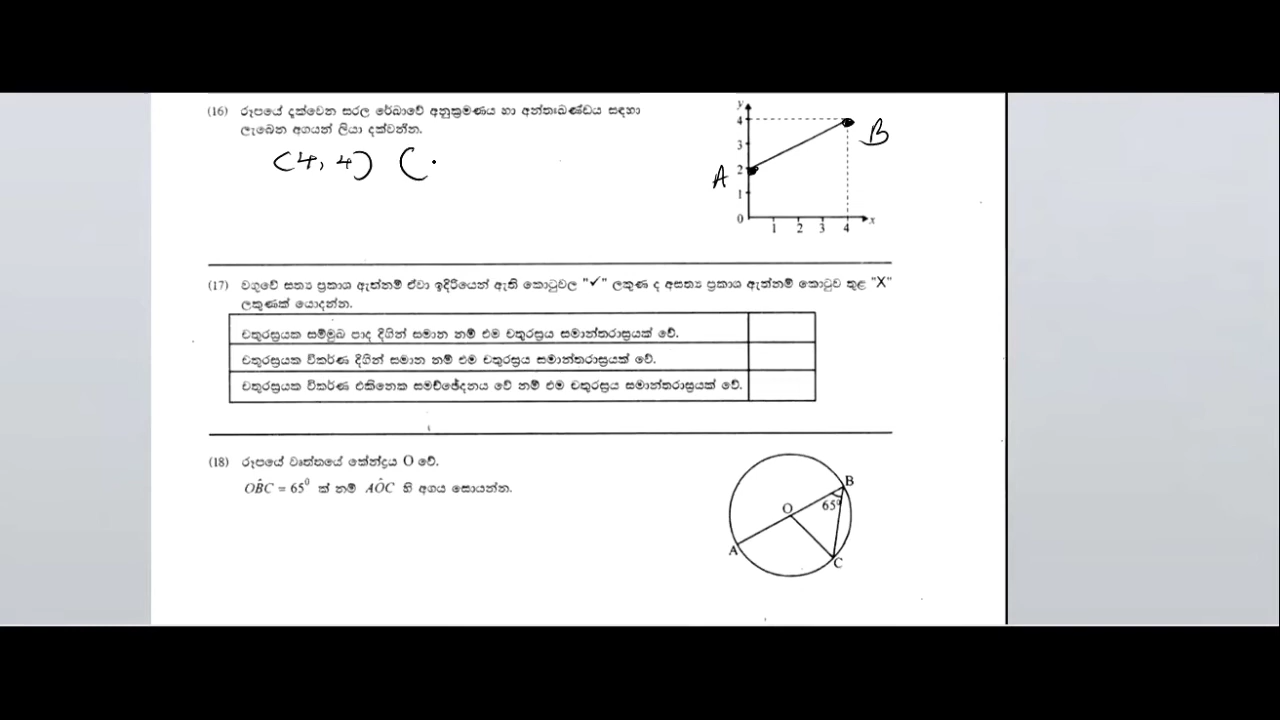 (16) රූපයේ දැක්වෙන සරල රේඛාවේ අනුක්‍රමණය හා අන්තඃඛණ්ඩය සඳහා
ලැබෙන අගයන් ලියා දක්වන්න.
(4, 4) (.
y
4
3
2
1
0
1 2 3 4 x
A
B
(17) වගුවේ සත්‍ය ප්‍රකාශ ඇත්නම් ඒවා ඉදිරියෙන් ඇති කොටුවල "✓" ලකුණ ද අසත්‍ය ප්‍රකාශ ඇත්නම් කොටුව තුළ "X"
ලකුණක් යොදන්න.
චතුරස්‍රයක සම්මුඛ පාද දිගින් සමාන නම් එම චතුරස්‍රය සමාන්තරාස්‍රයක් වේ.
චතුරස්‍රයක විකර්ණ දිගින් සමාන නම් එම චතුරස්‍රය සමාන්තරාස්‍රයක් වේ.
චතුරස්‍රයක විකර්ණ එකිනෙක සමච්ඡේදනය වේ නම් එම චතුරස්‍රය සමාන්තරාස්‍රයක් වේ.
(18) රූපයේ වෘත්තයේ කේන්ද්‍රය O වේ.
OB̂C = 65⁰ ක් නම් AÔC හි අගය සොයන්න.
B
65⁰
O
A
C